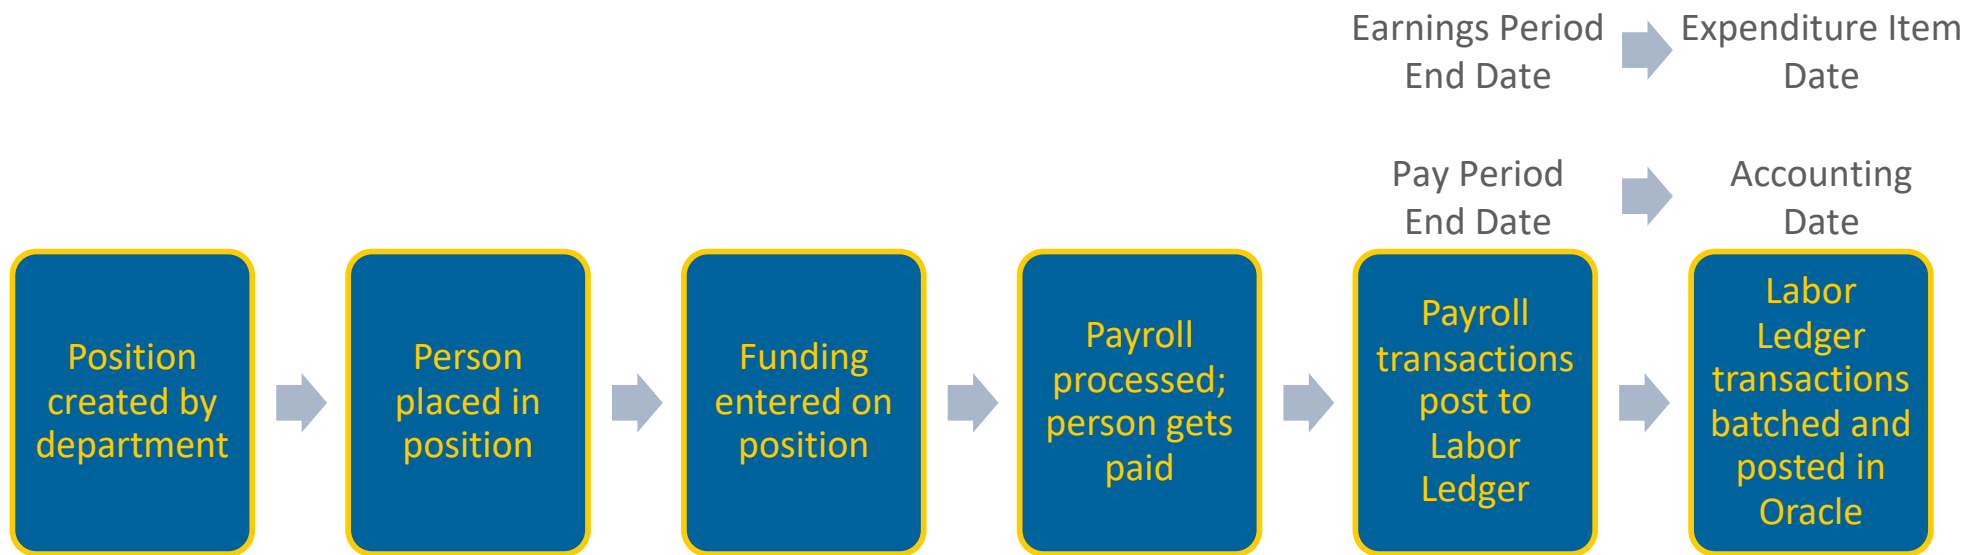 Earnings Period
End Date
Expenditure Item
Date
Pay Period
End Date
Accounting
Date
Position
created by
department
Person
placed in
position
Funding
entered on
position
Payroll
processed;
person gets
paid
Payroll
transactions
post to
Labor
Ledger
Labor
Ledger
transactions
batched and
posted in
Oracle